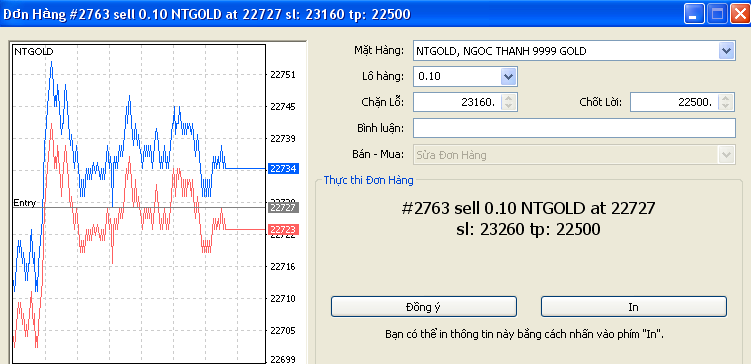 Đơn Hàng #2763 sell 0.10 NTGOLD at 22727 sl: 23160 tp: 22500
NTGOLD
22751
22745
22739
22734
Entry
22727
22723
22716
22710
22705
22699
Mặt Hàng: NTGOLD, NGOC THANH 9999 GOLD
Lô hàng: 0.10
Chặn Lỗ: 23160. Chốt Lời: 22500.
Bình luận:
Bán - Mua: Sửa Đơn Hàng
Thực thi Đơn Hàng
#2763 sell 0.10 NTGOLD at 22727
sl: 23260 tp: 22500
Đồng ý In
Bạn có thể in thông tin này bằng cách nhấn vào phím "In".